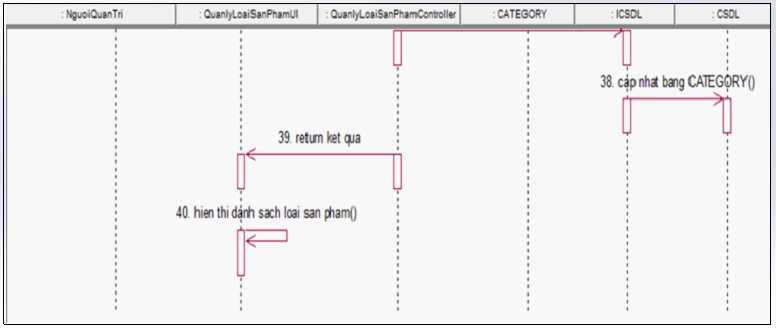 : NguoiQuanTri
: QuanlyLoaiSanPhamUI
: QuanlyLoaiSanPhamController
: CATEGORY
: ICSDL
: CSDL
38. cap nhat bang CATEGORY()
39. return ket qua
40. hien thi danh sach loai san pham()